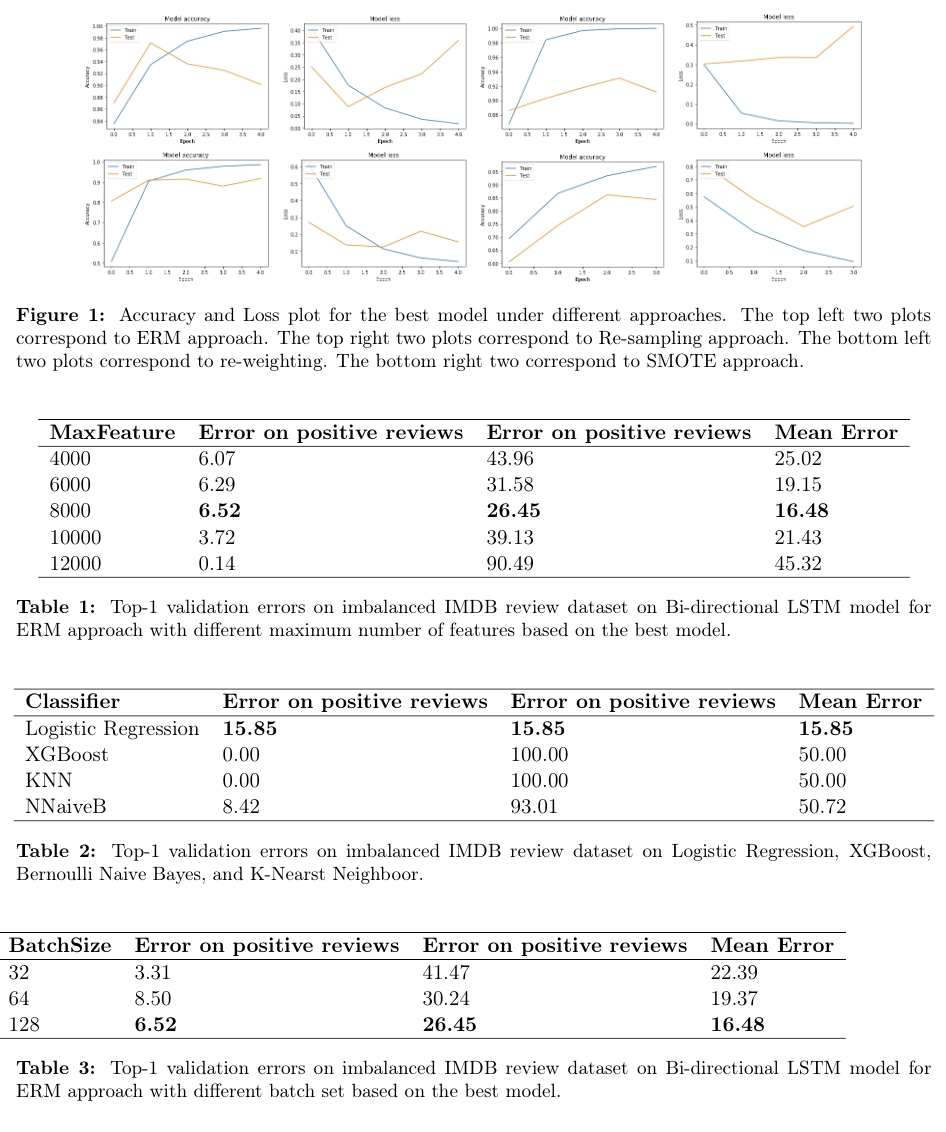 Model accuracy
Train
Test
Accuracy
1.00
0.98
0.96
0.94
0.92
0.90
0.88
0.86
0.84
0.0 0.5 1.0 1.5 2.0 2.5 3.0 3.5 4.0
Epoch
Model loss
Train
Test
Loss
0.40
0.35
0.30
0.25
0.20
0.15
0.10
0.05
0.00
0.0 0.5 1.0 1.5 2.0 2.5 3.0 3.5 4.0
Epoch
Model accuracy
Train
Test
Accuracy
1.00
0.98
0.96
0.94
0.92
0.90
0.88
0.0 0.5 1.0 1.5 2.0 2.5 3.0 3.5 4.0
Epoch
Model loss
Train
Test
Loss
0.5
0.4
0.3
0.2
0.1
0.0
0.0 0.5 1.0 1.5 2.0 2.5 3.0 3.5 4.0
Epoch
Model accuracy
Train
Test
Accuracy
1.0
0.9
0.8
0.7
0.6
0.5
0.0 0.5 1.0 1.5 2.0 2.5 3.0 3.5 4.0
Epoch
Model loss
Train
Test
Loss
0.6
0.5
0.4
0.3
0.2
0.1
0.0 0.5 1.0 1.5 2.0 2.5 3.0 3.5 4.0
Epoch
Model accuracy
Train
Test
Accuracy
0.95
0.90
0.85
0.80
0.75
0.70
0.65
0.60
0.0 0.5 1.0 1.5 2.0 2.5 3.0
Epoch
Model loss
Train
Test
Loss
0.8
0.7
0.6
0.5
0.4
0.3
0.2
0.1
0.0 0.5 1.0 1.5 2.0 2.5 3.0
Epoch
Figure 1: Accuracy and Loss plot for the best model under different approaches. The top left two plots
correspond to ERM approach. The top right two plots correspond to Re-sampling approach. The bottom left
two plots correspond to re-weighting. The bottom right two correspond to SMOTE approach.
MaxFeature Error on positive reviews Error on positive reviews Mean Error
4000 6.07 43.96 25.02
6000 6.29 31.58 19.15
8000 6.52 26.45 16.48
10000 3.72 39.13 21.43
12000 0.14 90.49 45.32
Table 1: Top-1 validation errors on imbalanced IMDB review dataset on Bi-directional LSTM model for
ERM approach with different maximum number of features based on the best model.
Classifier Error on positive reviews Error on positive reviews Mean Error
Logistic Regression 15.85 15.85 15.85
XGBoost 0.00 100.00 50.00
KNN 0.00 100.00 50.00
NNaiveB 8.42 93.01 50.72
Table 2: Top-1 validation errors on imbalanced IMDB review dataset on Logistic Regression, XGBoost,
Bernoulli Naive Bayes, and K-Nearst Neighboor.
BatchSize Error on positive reviews Error on positive reviews Mean Error
32 3.31 41.47 22.39
64 8.50 30.24 19.37
128 6.52 26.45 16.48
Table 3: Top-1 validation errors on imbalanced IMDB review dataset on Bi-directional LSTM model for
ERM approach with different batch set based on the best model.